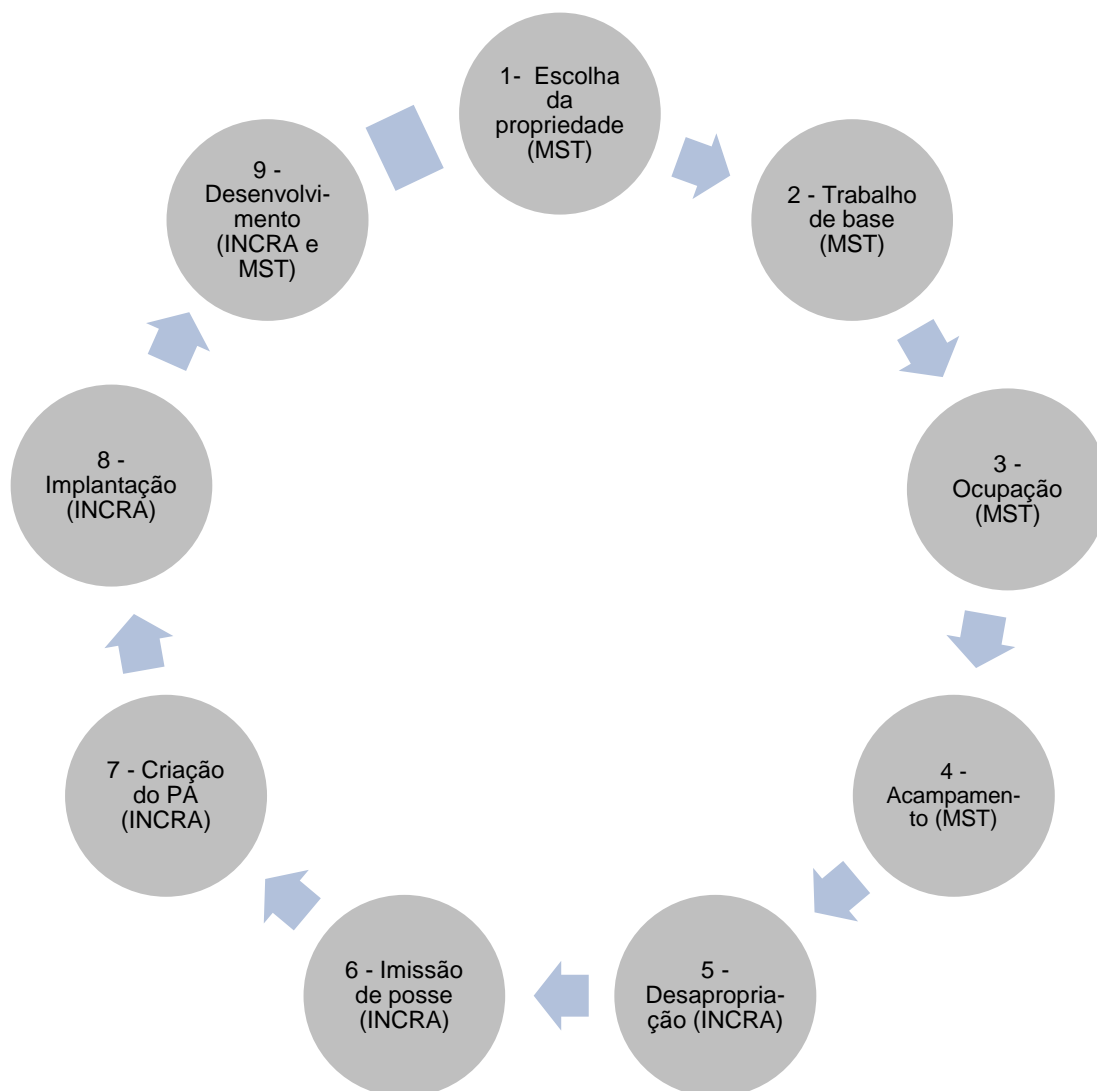 1- Escolha
da
propriedade
(MST)
2 - Trabalho
de base
(MST)
3 -
Ocupação
(MST)
4 -
Acampamen-
to (MST)
5 -
Desapropria-
ção (INCRA)
6 - Imissão
de posse
(INCRA)
7 - Criação
do PA
(INCRA)
8 -
Implantação
(INCRA)
9 -
Desenvolvi-
mento
(INCRA e
MST)